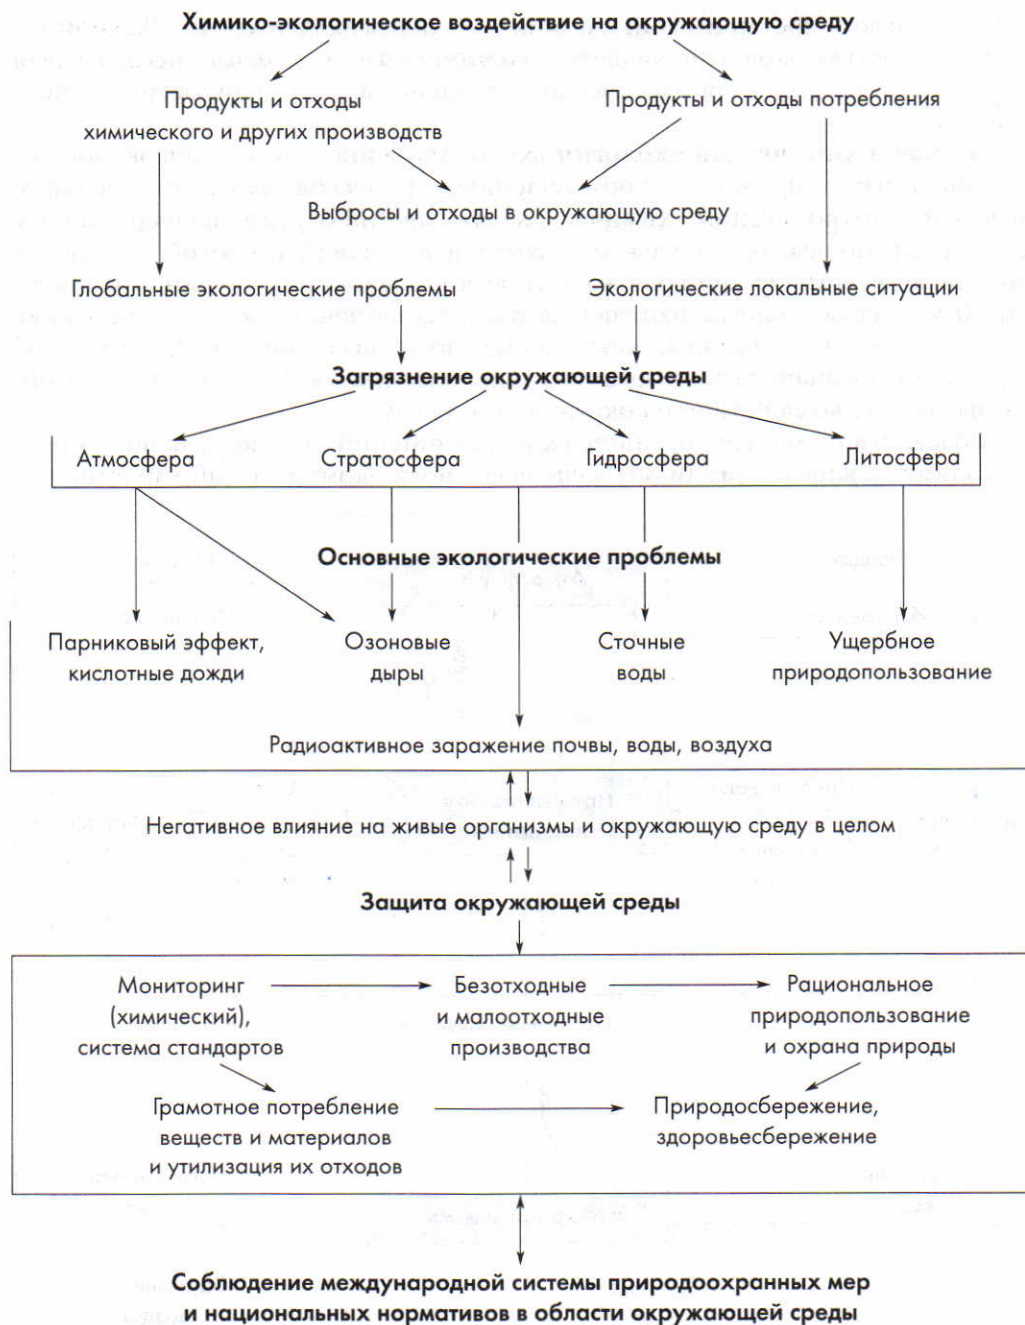 Химико-экологическое воздействие на окружающую среду
Продукты и отходы
химического и других производств
Продукты и отходы потребления
Выбросы и отходы в окружающую среду
Глобальные экологические проблемы
Экологические локальные ситуации
Загрязнение окружающей среды
Атмосфера
Стратосфера
Гидросфера
Литосфера
Основные экологические проблемы
Парниковый эффект,
кислотные дожди
Озоновые
дыры
Сточные
воды
Ущербное
природопользование
Радиоактивное заражение почвы, воды, воздуха
Негативное влияние на живые организмы и окружающую среду в целом
Защита окружающей среды
Мониторинг
(химический),
система стандартов
Безотходные
и малоотходные
производства
Рациональное
природопользование
и охрана природы
Грамотное потребление
веществ и материалов
и утилизация их отходов
Природосбережение,
здоровьесбережение
Соблюдение международной системы природоохранных мер
и национальных нормативов в области окружающей среды